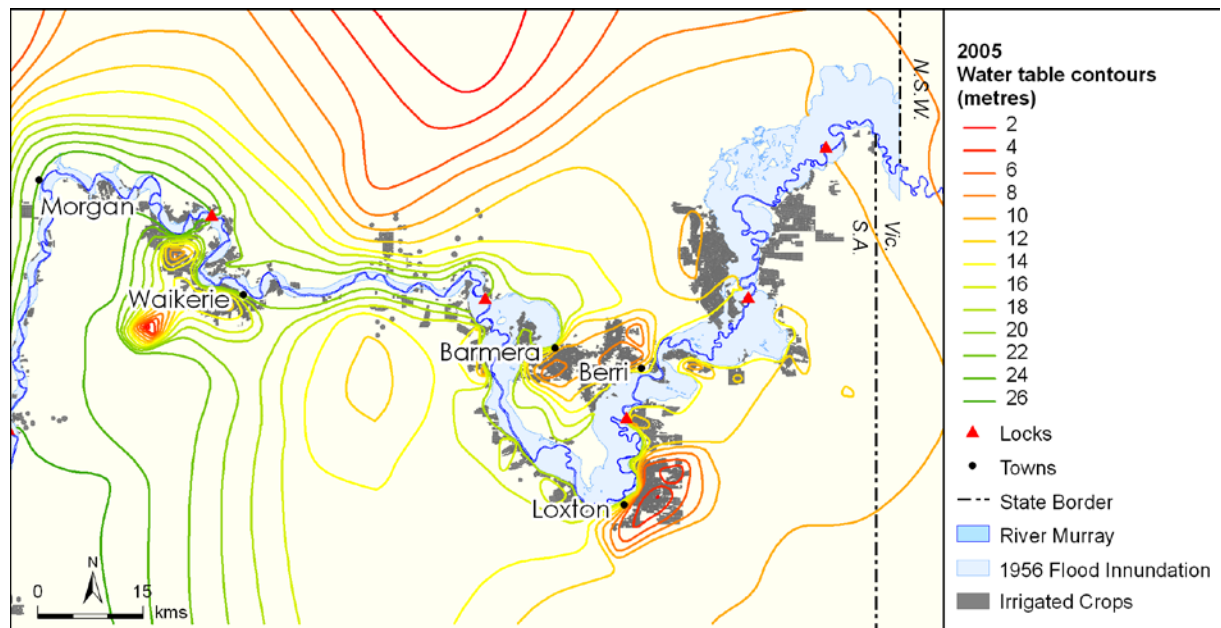 N.S.W.
Vic.
S.A.
Morgan
Waikerie
Barmera
Berri
Loxton
N
0 15
kms
2005
Water table contours
(metres)
2
4
6
8
10
12
14
16
18
20
22
24
26
Locks
Towns
State Border
River Murray
1956 Flood Innundation
Irrigated Crops